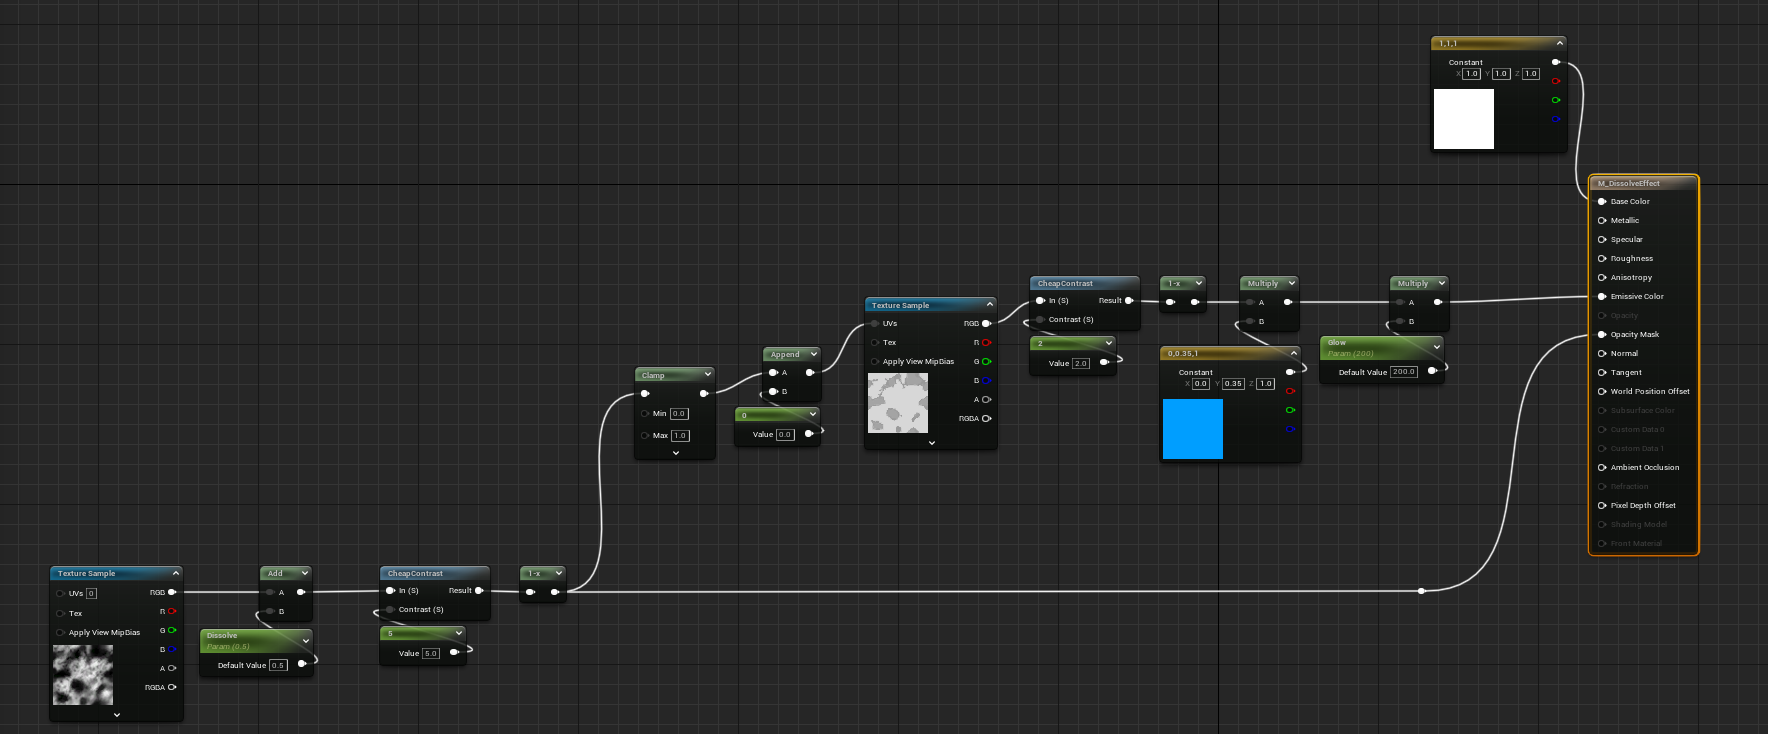 1,1,1
Constant
X 1.0 Y 1.0 Z 1.0
M_DissolveEffect
Base Color
Metallic
Specular
Roughness
Anisotropy
Emissive Color
Opacity
Opacity Mask
Normal
Tangent
World Position Offset
Subsurface Color
Custom Data 0
Custom Data 1
Ambient Occlusion
Refraction
Pixel Depth Offset
Shading Model
Front Material
Texture Sample
UVs RGB
Tex R
Apply View MipBias G
B
A
RGBA
CheapContrast
In (S) Result
Contrast (S)
2
Value 2.0
1-x
Multiply
A
B
0,0.35,1
Constant
X 0.0 Y 0.35 Z 1.0
Multiply
A
B
Glow
Param (200)
Default Value 200.0
Clamp
Min 0.0
Max 1.0
Append
A
B
0
Value 0.0
Texture Sample
UVs 0 RGB
Tex R
Apply View MipBias G
B
A
RGBA
Add
A
B
Dissolve
Param (0.5)
Default Value 0.5
CheapContrast
In (S) Result
Contrast (S)
5
Value 5.0
1-x